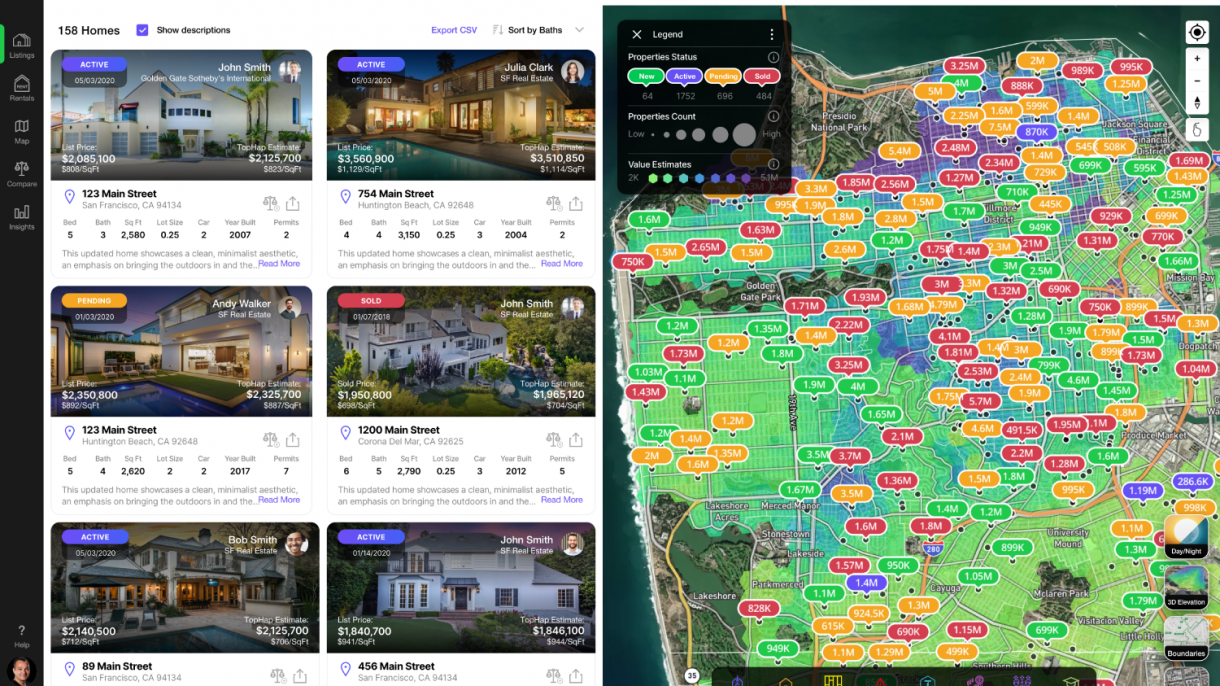 158 Homes
Show descriptions
Export CSV
Sort by Baths
Listings
Rentals
Map
Compare
Insights
Help
ACTIVE
05/03/2020
John Smith
Golden Gate Sotheby's International
List Price:
$2,085,100
$808/SqFt
TopHap Estimate:
$2,125,700
$823/SqFt
123 Main Street
San Francisco, CA 94134
Bed Bath Sq Ft Lot Size Car Year Built Permits
5 3 2,580 0.25 2 2007 2
This updated home showcases a clean, minimalist aesthetic,
an emphasis on bringing the outdoors in and the... Read More
ACTIVE
05/03/2020
Julia Clark
SF Real Estate
List Price:
$3,560,900
$1,129/SqFt
TopHap Estimate:
$3,510,850
$1,114/SqFt
754 Main Street
Huntington Beach, CA 92648
Bed Bath Sq Ft Lot Size Car Year Built Permits
4 4 3,150 0.25 3 2004 2
This updated home showcases a clean, minimalist aesthetic,
an emphasis on bringing the outdoors in and the... Read More
PENDING
01/03/2020
Andy Walker
SF Real Estate
List Price:
$2,350,800
$892/SqFt
TopHap Estimate:
$2,325,700
$887/SqFt
123 Main Street
Huntington Beach, CA 92648
Bed Bath Sq Ft Lot Size Car Year Built Permits
5 4 2,620 2 2 2017 7
This updated home showcases a clean, minimalist aesthetic,
an emphasis on bringing the outdoors in and the... Read More
SOLD
01/07/2018
John Smith
SF Real Estate
Sold Price:
$1,950,800
$698/SqFt
TopHap Estimate:
$1,965,120
$704/SqFt
1200 Main Street
Corona Del Mar, CA 92625
Bed Bath Sq Ft Lot Size Car Year Built Permits
6 5 2,790 0.25 3 2012 5
This updated home showcases a clean, minimalist aesthetic,
an emphasis on bringing the outdoors in and the... Read More
ACTIVE
05/03/2020
Bob Smith
SF Real Estate
List Price:
$2,140,500
$712/SqFt
TopHap Estimate:
$2,125,700
$706/SqFt
89 Main Street
San Francisco, CA 94134
ACTIVE
01/14/2020
John Smith
SF Real Estate
List Price:
$1,840,700
$941/SqFt
TopHap Estimate:
$1,846,100
$944/SqFt
456 Main Street
San Francisco, CA 94134
Legend
Properties Status
New Active Pending Sold
64 1752 696 484
Properties Count
Low High
Value Estimates
2K 5.1M
3.25M 2M 989K 995K
5M 4M 888K 1.25M
Presidio
National Park
2.25M 1.6M 599K 1.4M
7.5M 870K
Jackson Square
Financial
District
5.4M 2.48M 2.34M 1.4M 545K 508K
699K 595K 1.69M
729K 1.43M
3.3M 1.85M 2.56M 1.27M 710K 1.25M
995K 1.9M 1.5M 445K
1.6M 1.8M 2.8M 1.7M 929K 699K
1.63M 949K
1.2M 1.31M 770K
750K 1.5M 2.65M 1.5M 2.6M 1.75M 1.4M 2.3M
3M 2.5M 1.66M
Golden
Gate Park
Mission Bay
3M 1.32M 690K
1.71M 1.93M 1.68M 4.79M
750K 899K
1.2M 1.35M 2.22M 1.28M 1.5M 1.3M
1.4M 4.1M 1.9M 1.79M 1.5M
1.73M 1.2M 1.8M 1.81M 3M 1.73M
Dogpatch
1.03M 1.1M 3.25M 2.53M 799K 1.04M
1.43M 1.9M 4M 2.4M 4.6M 1.45M
1.75M 5.7M 1.9M
19th Ave
1.2M 1.65M 1.8M
1.2M 1.4M 2.1M 4.6M 491.5K 1.95M
Produce Market
2M 1.35M 3.5M 3.7M 2.2M 1.6M
1.6M 1.28M
1.36M 1.5M 1.8M 286.6K
1.67M 3.5M 995K 1.19M
Lakeshore
Acres
Merced Manor
1.4M 1.2M 998K
1.6M 1.8M 1.1M
Stonestown
University
Mound
Lakeside
280
899K 1.3M
1.57M 950K
Parkmerced
1.4M 1.05M
Cayuga
Lakeshore
1.1M
McLaren Park
1.79M
828K 924.5K 1.3M
615K 690K 1.15M 699K
Visitacion Valley
949K 1.1M 1.29M 499K
35
Day/Night
3D Elevation
Boundaries